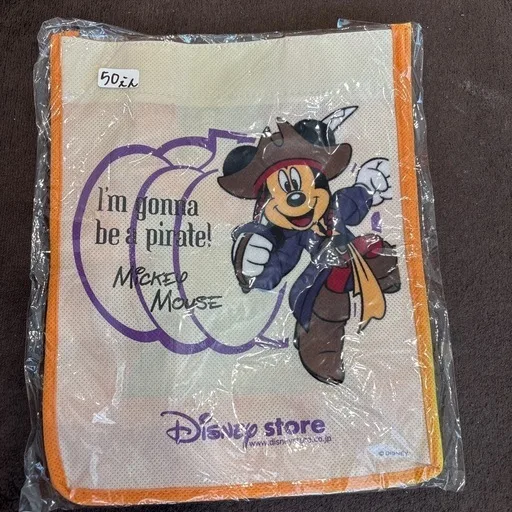 50えん
I'm gonna
be a pirate!
Mickey
Mouse
Disney store
www.disneystore.co.jp
© DISNEY